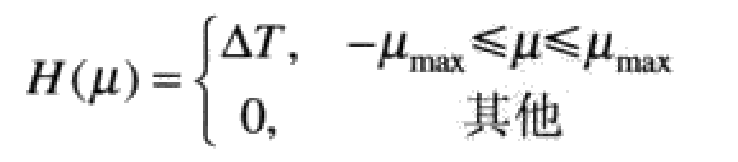 H(μ) = { ΔT, −μmax ≤ μ ≤ μmax
0, 其他